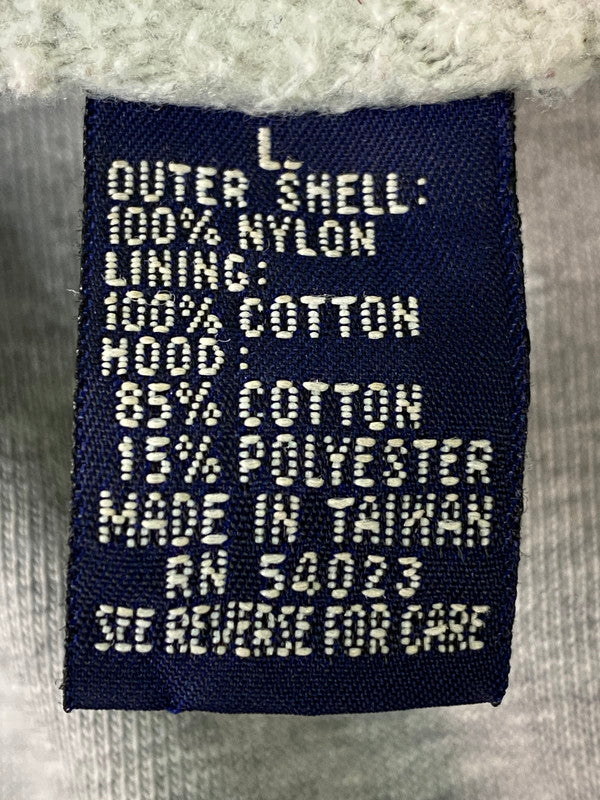 L.
OUTER SHELL:
100% NYLON
LINING:
100% COTTON
HOOD:
85% COTTON
15% POLYESTER
MADE IN TAIWAN
RN 54023
SEE REVERSE FOR CARE